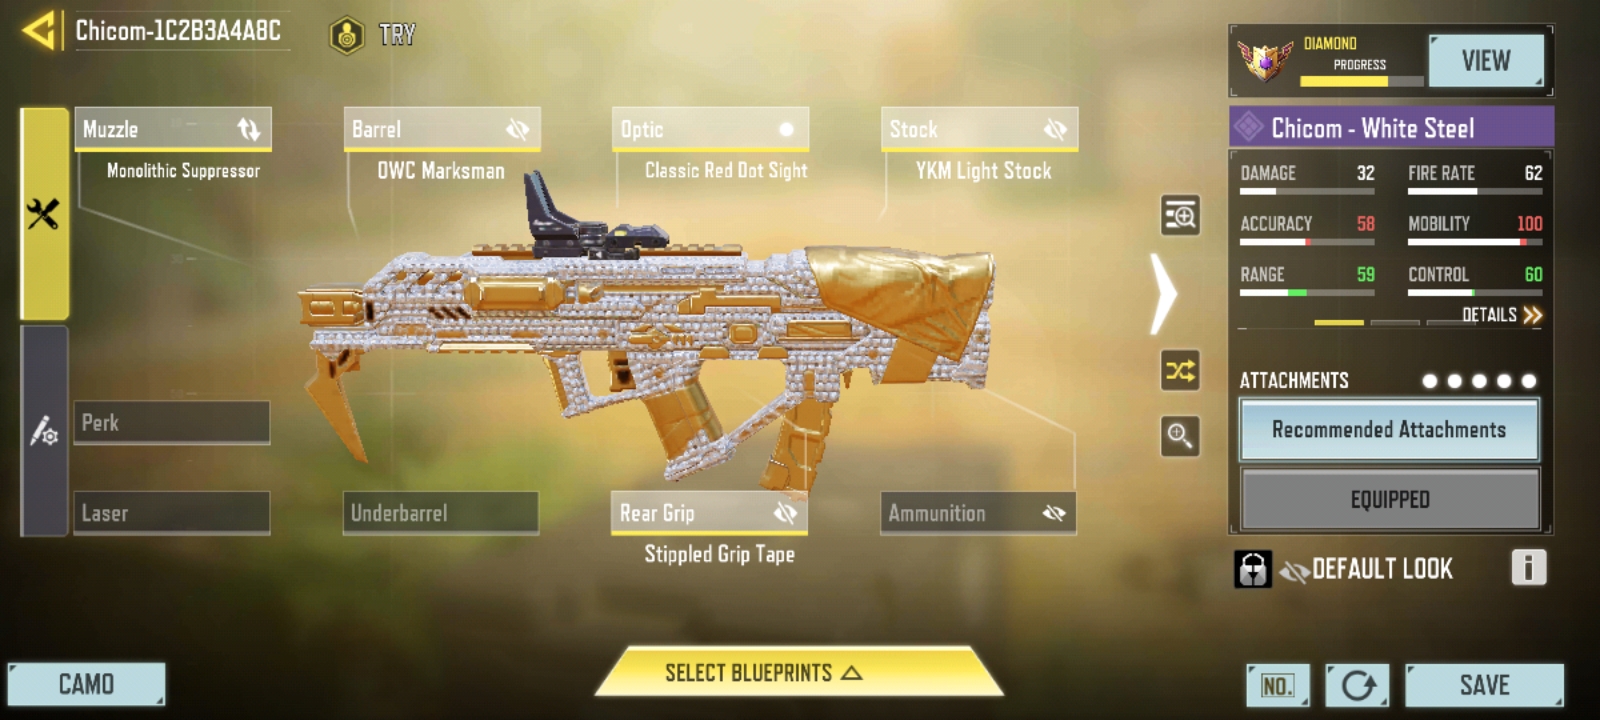 Chicom-1C2B3A4A8C
TRY
DIAMOND
PROGRESS
VIEW
Muzzle
Monolithic Suppressor
Barrel
OWC Marksman
Optic
Classic Red Dot Sight
Stock
YKM Light Stock
Chicom - White Steel
DAMAGE 32
FIRE RATE 62
ACCURACY 58
MOBILITY 100
RANGE 59
CONTROL 60
DETAILS
ATTACHMENTS
Recommended Attachments
EQUIPPED
Perk
Laser
Underbarrel
Rear Grip
Stippled Grip Tape
Ammunition
DEFAULT LOOK
i
CAMO
SELECT BLUEPRINTS
NO.
SAVE